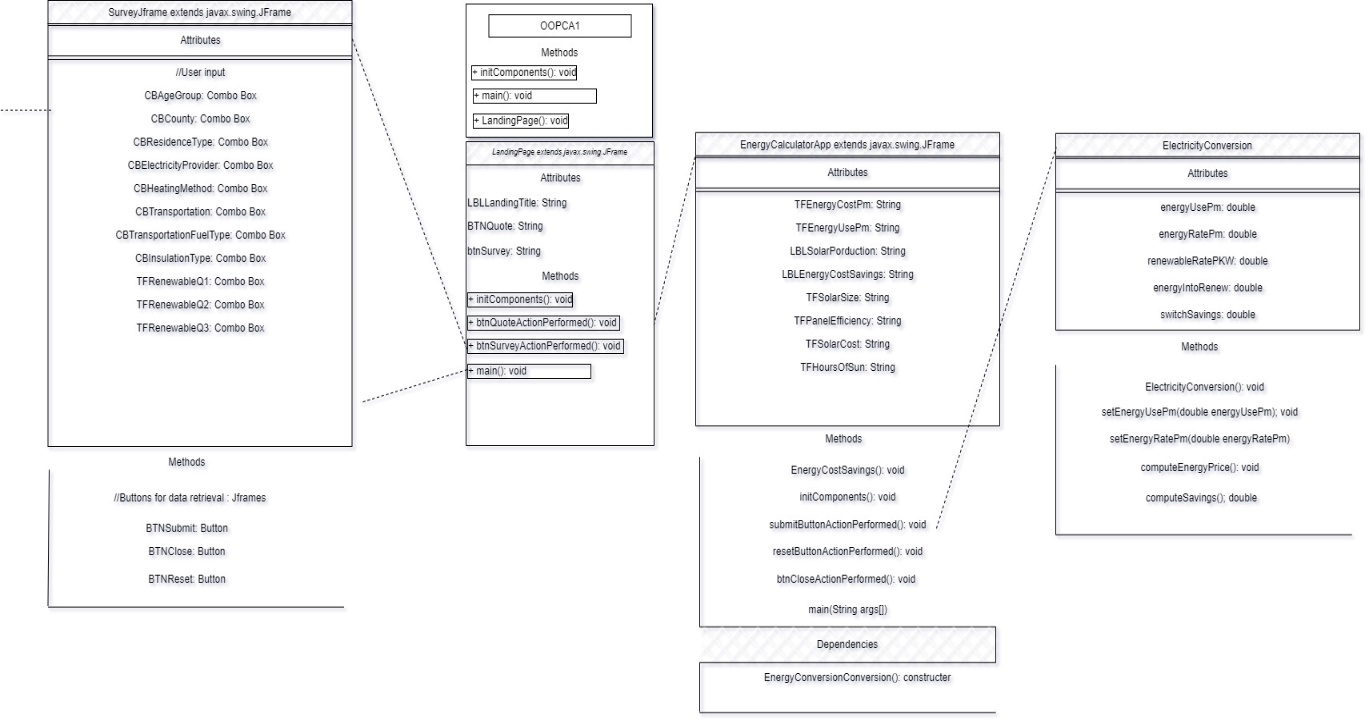 SurveyJframe extends javax.swing.JFrame
Attributes
//User input
CBAgeGroup: Combo Box
CBCounty: Combo Box
CBResidenceType: Combo Box
CBElectricityProvider: Combo Box
CBHeatingMethod: Combo Box
CBTransportation: Combo Box
CBTransportationFuelType: Combo Box
CBInsulationType: Combo Box
TFRenewableQ1: Combo Box
TFRenewableQ2: Combo Box
TFRenewableQ3: Combo Box
Methods
//Buttons for data retrieval : Jframes
BTNSubmit: Button
BTNClose: Button
BTNReset: Button
OOPCA1
Methods
+ initComponents(): void
+ main(): void
+ LandingPage(): void
LandingPage extends javax.swing.JFrame
Attributes
LBLLandingTitle: String
BTNQuote: String
btnSurvey: String
Methods
+ initComponents(): void
+ btnQuoteActionPerformed(): void
+ btnSurveyActionPerformed(): void
+ main(): void
EnergyCalculatorApp extends javax.swing.JFrame
Attributes
TFEnergyCostPm: String
TFEnergyUsePm: String
LBLSolarPorduction: String
LBLEnergyCostSavings: String
TFSolarSize: String
TFPanelEfficiency: String
TFSolarCost: String
TFHoursOfSun: String
Methods
EnergyCostSavings(): void
initComponents(): void
submitButtonActionPerformed(): void
resetButtonActionPerformed(): void
btnCloseActionPerformed(): void
main(String args[])
Dependencies
EnergyConversionConversion(): constructer
ElectricityConversion
Attributes
energyUsePm: double
energyRatePm: double
renewableRatePKW: double
energyIntoRenew: double
switchSavings: double
Methods
ElectricityConversion(): void
setEnergyUsePm(double energyUsePm); void
setEnergyRatePm(double energyRatePm)
computeEnergyPrice(): void
computeSavings(); double